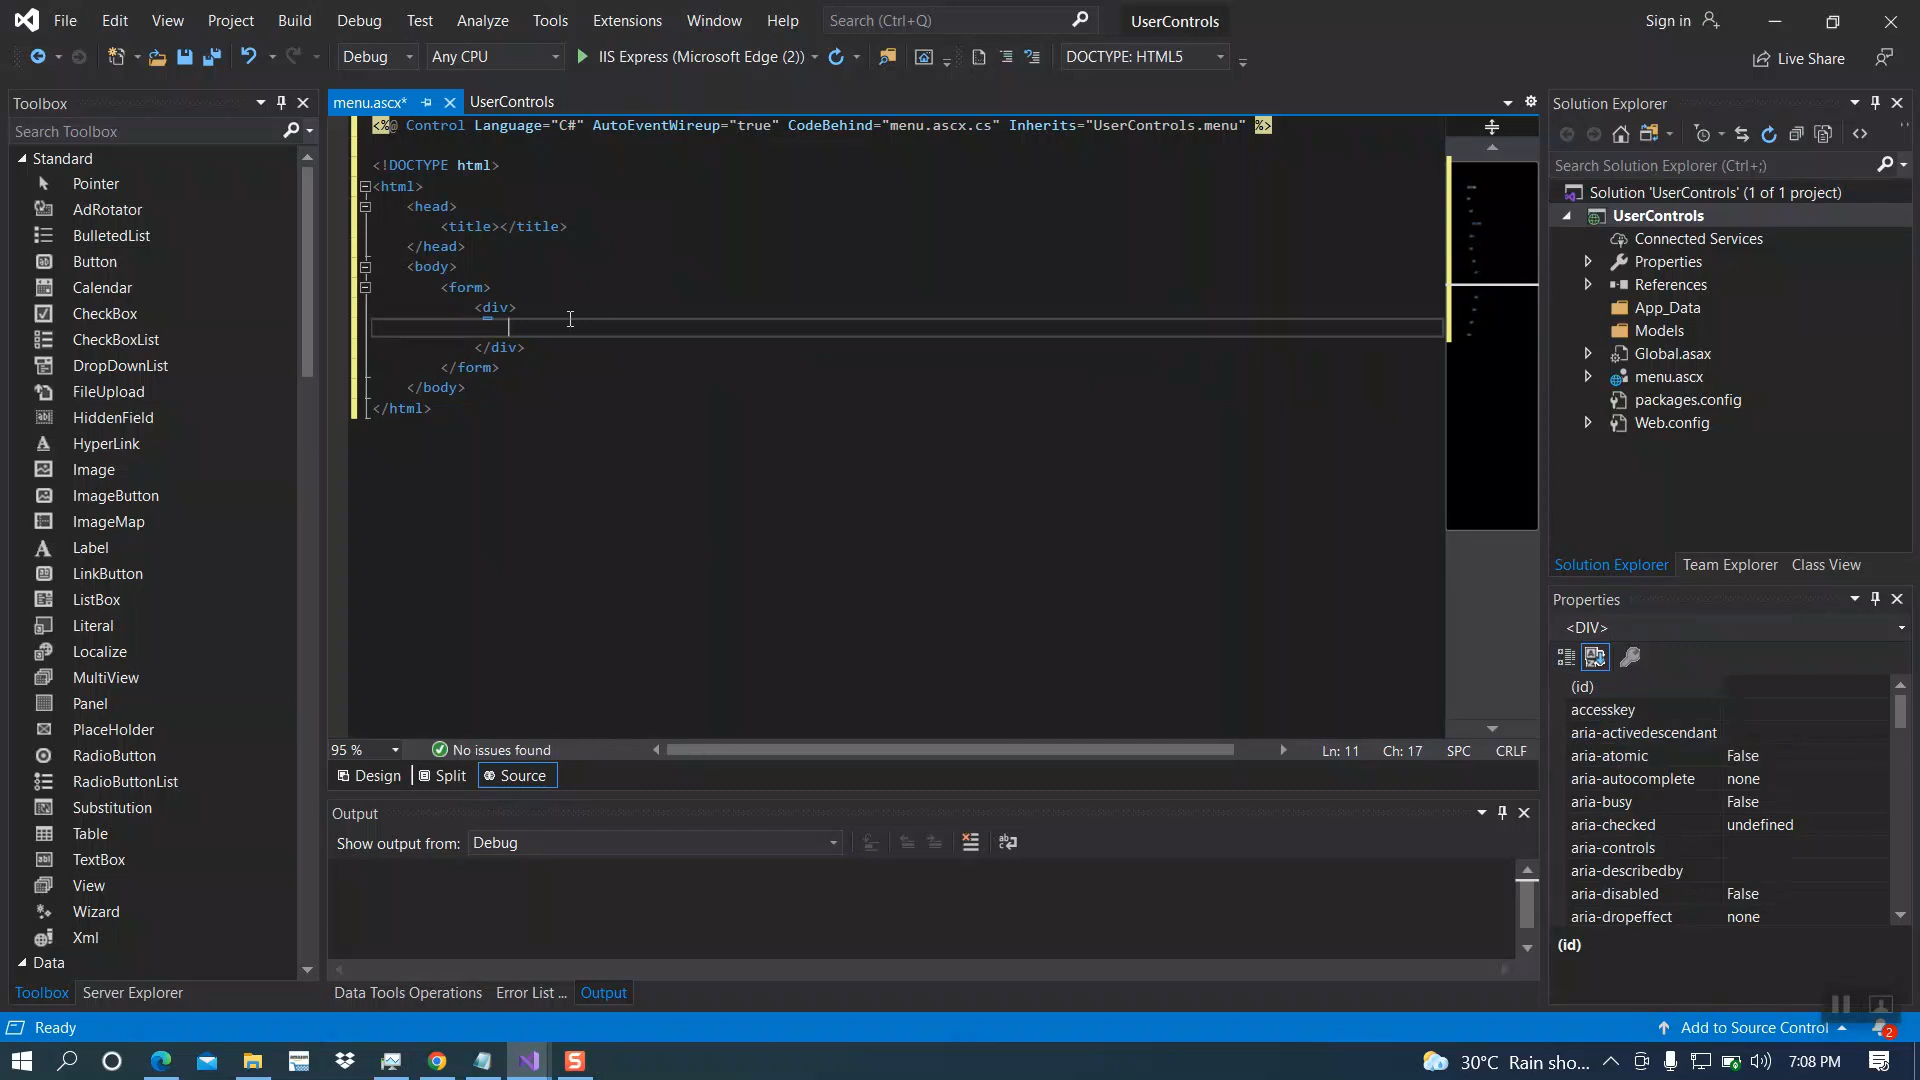 File Edit View Project Build Debug Test Analyze Tools Extensions Window Help Search (Ctrl+Q) UserControls Sign in
Debug Any CPU IIS Express (Microsoft Edge (2)) DOCTYPE: HTML5 Live Share
Toolbox
Search Toolbox
Standard
Pointer
AdRotator
BulletedList
Button
Calendar
CheckBox
CheckBoxList
DropDownList
FileUpload
HiddenField
HyperLink
Image
ImageButton
ImageMap
Label
LinkButton
ListBox
Literal
Localize
MultiView
Panel
PlaceHolder
RadioButton
RadioButtonList
Substitution
Table
TextBox
View
Wizard
Xml
Data
Toolbox Server Explorer
menu.ascx* UserControls
<%@ Control Language="C#" AutoEventWireup="true" CodeBehind="menu.ascx.cs" Inherits="UserControls.menu" %>
<!DOCTYPE html>
<html>
<head>
<title></title>
</head>
<body>
<form>
<div>
</div>
</form>
</body>
</html>
95 % No issues found Ln: 11 Ch: 17 SPC CRLF
Design Split Source
Output
Show output from: Debug
Data Tools Operations Error List ... Output
Solution Explorer
Search Solution Explorer (Ctrl+;)
Solution 'UserControls' (1 of 1 project)
UserControls
Connected Services
Properties
References
App_Data
Models
Global.asax
menu.ascx
packages.config
Web.config
Solution Explorer Team Explorer Class View
Properties
<DIV>
(id)
accesskey
aria-activedescendant
aria-atomic False
aria-autocomplete none
aria-busy False
aria-checked undefined
aria-controls
aria-describedby
aria-disabled False
aria-dropeffect none
(id)
Ready Add to Source Control 2
30°C Rain sho... 7:08 PM